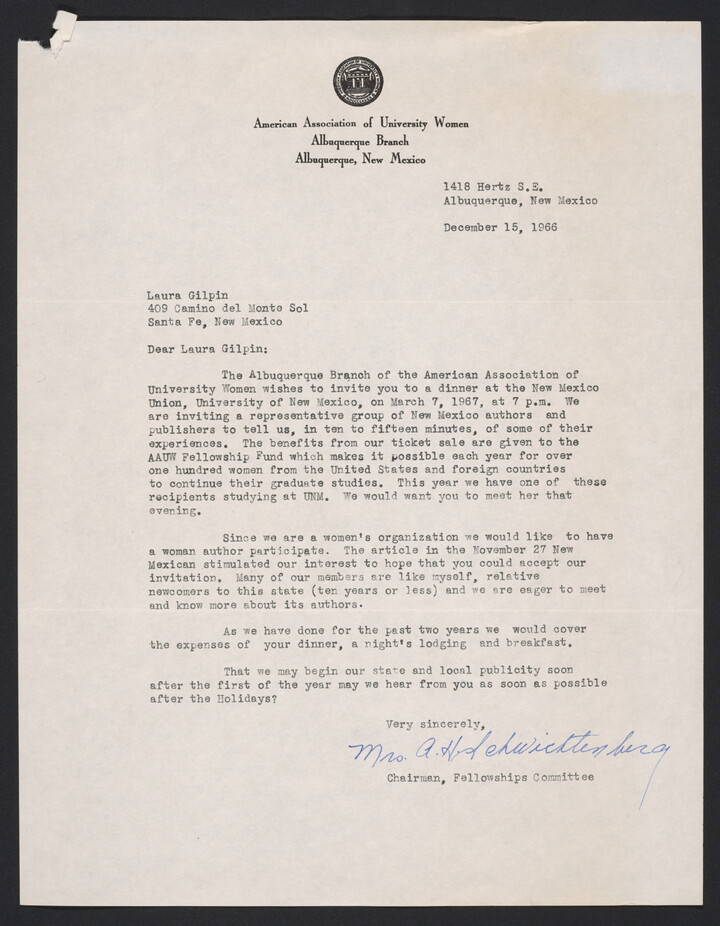 American Association of University Women
Albuquerque Branch
Albuquerque, New Mexico
1418 Hertz S.E.
Albuquerque, New Mexico
December 15, 1966
Laura Gilpin
409 Camino del Monte Sol
Santa Fe, New Mexico
Dear Laura Gilpin:
The Albuquerque Branch of the American Association of
University Women wishes to invite you to a dinner at the New Mexico
Union, University of New Mexico, on March 7, 1967, at 7 p.m. We
are inviting a representative group of New Mexico authors and
publishers to tell us, in ten to fifteen minutes, of some of their
experiences. The benefits from our ticket sale are given to the
AAUW Fellowship Fund which makes it possible each year for over
one hundred women from the United States and foreign countries
to continue their graduate studies. This year we have one of these
recipients studying at UNM. We would want you to meet her that
evening.
Since we are a women's organization we would like to have
a woman author participate. The article in the November 27 New
Mexican stimulated our interest to hope that you could accept our
invitation. Many of our members are like myself, relative
newcomers to this state (ten years or less) and we are eager to meet
and know more about its authors.
As we have done for the past two years we would cover
the expenses of your dinner, a night's lodging and breakfast.
That we may begin our state and local publicity soon
after the first of the year may we hear from you as soon as possible
after the Holidays?
Very sincerely,
Mrs. A. H. Schwichtenberg
Chairman, Fellowships Committee